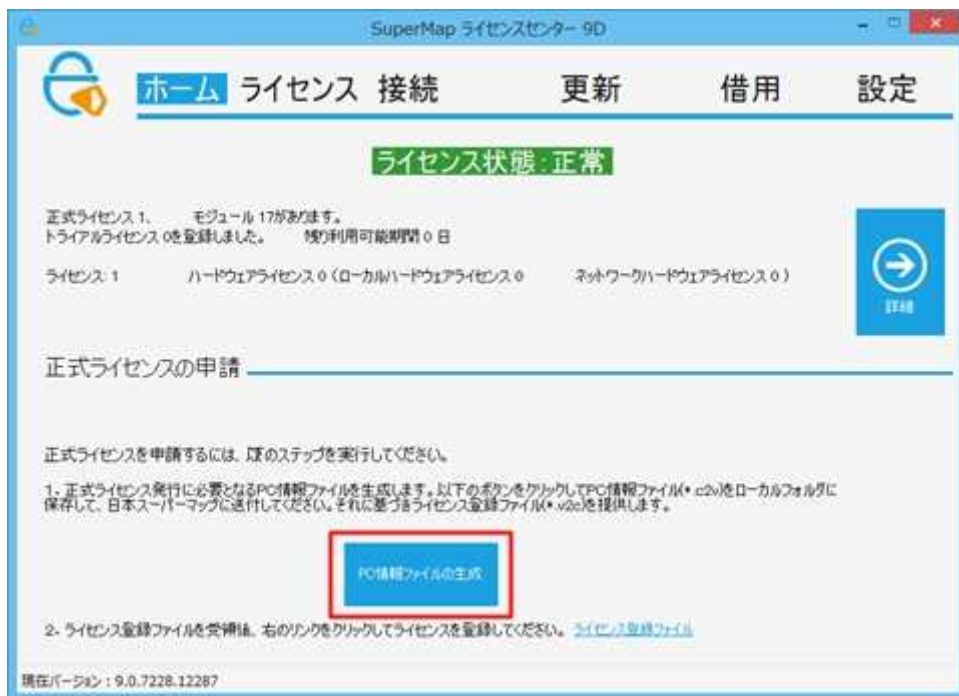 SuperMap ライセンスセンター 9D
ホーム ライセンス 接続 更新 借用 設定
ライセンス状態:正常
正式ライセンス 1、 モジュール 17があります。
トライアルライセンス 0を登録しました。 残り利用可能期間 0 日
ライセンス: 1 ハードウェアライセンス 0 (ローカルハードウェアライセンス 0 ネットワークハードウェアライセンス 0 )
詳細
正式ライセンスの申請
正式ライセンスを申請するには、以下のステップを実行してください。
1. 正式ライセンス発行に必要となるPC情報ファイルを生成します。以下のボタンをクリックしてPC情報ファイル(*.c2v)をローカルフォルダに
保存して、日本スーパーマップに送付してください。それに基づきライセンス登録ファイル(*.v2c)を提供します。
PC情報ファイルの生成
2. ライセンス登録ファイルを受領後、右のリンクをクリックしてライセンスを登録してください。 ライセンス登録ファイル
現在バージョン : 9.0.7228.12287